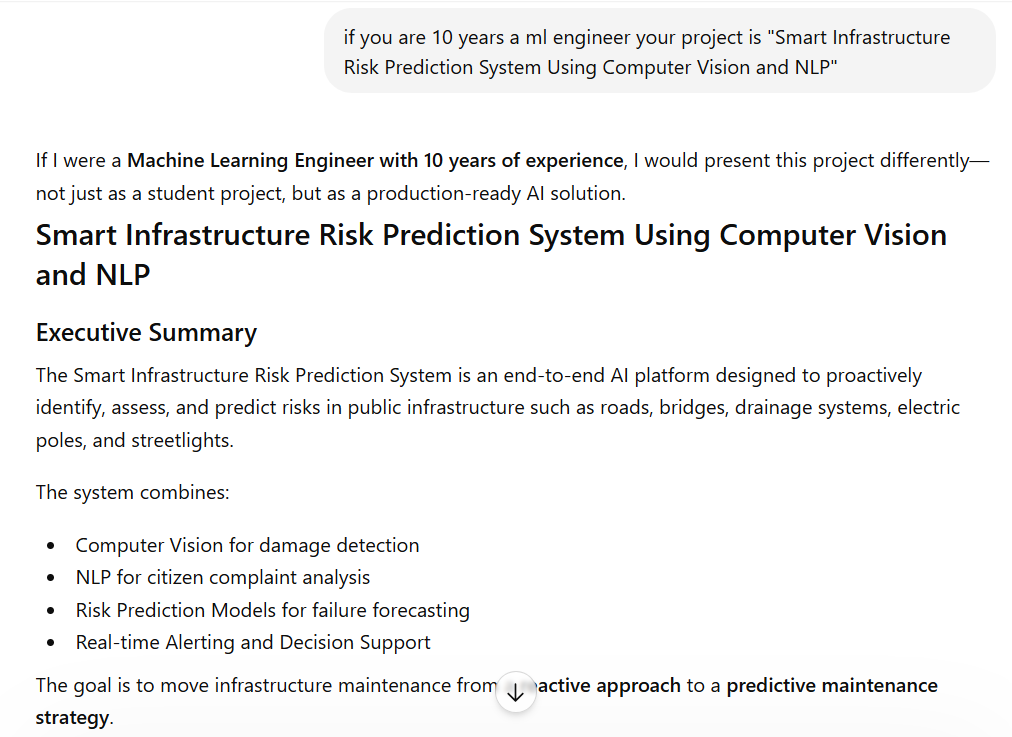 if you are 10 years a ml engineer your project is "Smart Infrastructure
Risk Prediction System Using Computer Vision and NLP"
If I were a Machine Learning Engineer with 10 years of experience, I would present this project differently—
not just as a student project, but as a production-ready AI solution.
Smart Infrastructure Risk Prediction System Using Computer Vision
and NLP
Executive Summary
The Smart Infrastructure Risk Prediction System is an end-to-end AI platform designed to proactively
identify, assess, and predict risks in public infrastructure such as roads, bridges, drainage systems, electric
poles, and streetlights.
The system combines:
• Computer Vision for damage detection
• NLP for citizen complaint analysis
• Risk Prediction Models for failure forecasting
• Real-time Alerting and Decision Support
The goal is to move infrastructure maintenance from approach to a predictive maintenance
strategy.